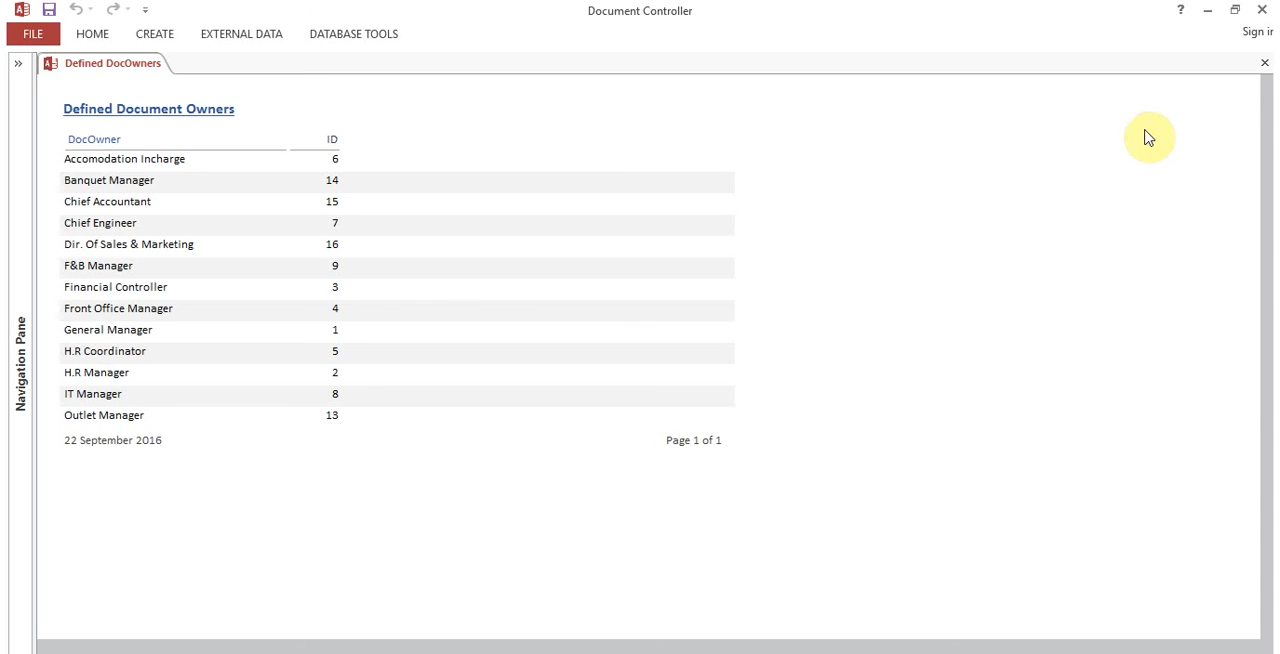 Document Controller
?
Sign in
FILE HOME CREATE EXTERNAL DATA DATABASE TOOLS
Defined DocOwners
Navigation Pane
Defined Document Owners
DocOwner ID
Accomodation Incharge 6
Banquet Manager 14
Chief Accountant 15
Chief Engineer 7
Dir. Of Sales & Marketing 16
F&B Manager 9
Financial Controller 3
Front Office Manager 4
General Manager 1
H.R Coordinator 5
H.R Manager 2
IT Manager 8
Outlet Manager 13
22 September 2016 Page 1 of 1